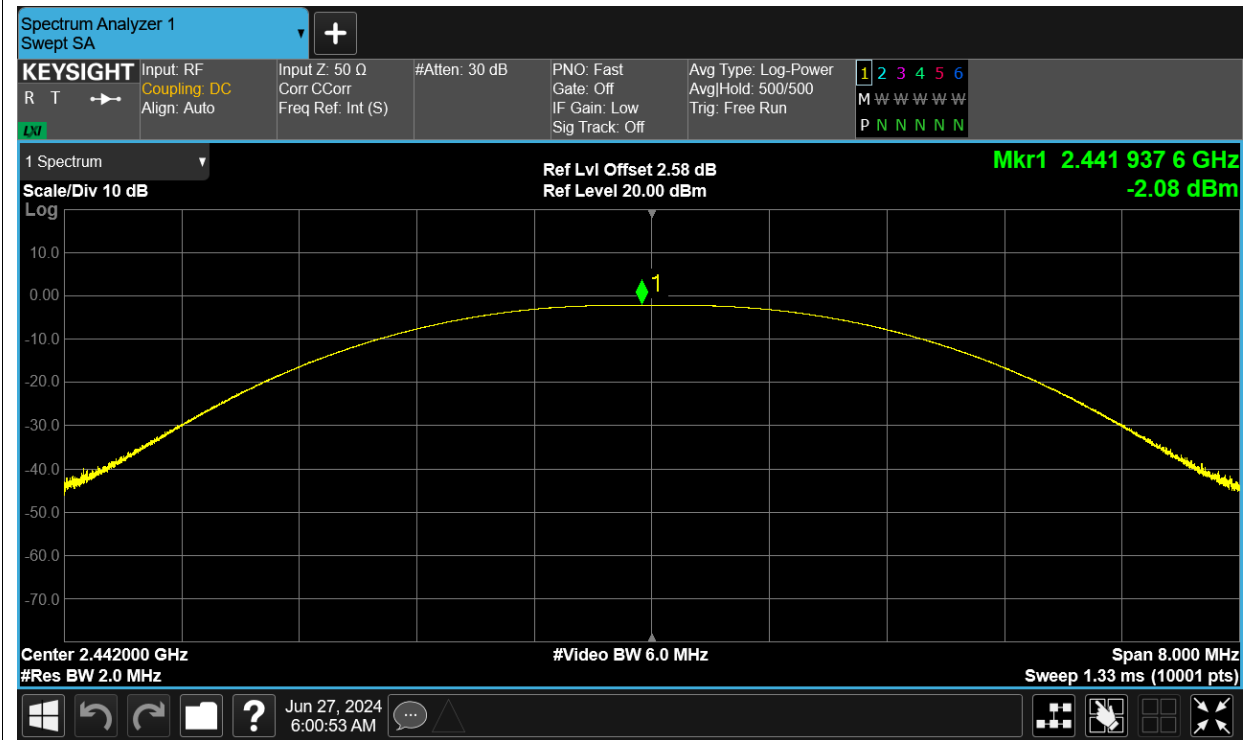 Spectrum Analyzer 1
Swept SA
+
KEYSIGHT
R T
LXI
Input: RF
Coupling: DC
Align: Auto
Input Z: 50 Ω
Corr CCorr
Freq Ref: Int (S)
#Atten: 30 dB
PNO: Fast
Gate: Off
IF Gain: Low
Sig Track: Off
Avg Type: Log-Power
Avg|Hold: 500/500
Trig: Free Run
1 2 3 4 5 6
M W W W W W
P N N N N N
1 Spectrum
Scale/Div 10 dB
Log
Ref Lvl Offset 2.58 dB
Ref Level 20.00 dBm
Mkr1 2.441 937 6 GHz
-2.08 dBm
10.0
0.00
-10.0
-20.0
-30.0
-40.0
-50.0
-60.0
-70.0
1
Center 2.442000 GHz
#Res BW 2.0 MHz
#Video BW 6.0 MHz
Span 8.000 MHz
Sweep 1.33 ms (10001 pts)
?
Jun 27, 2024
6:00:53 AM